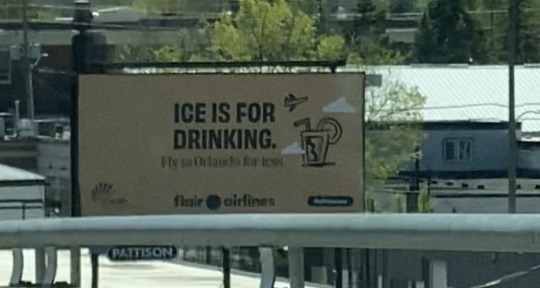 ICE IS FOR
DRINKING.
Fly to Orlando for less.
flair airlines
PATTISON